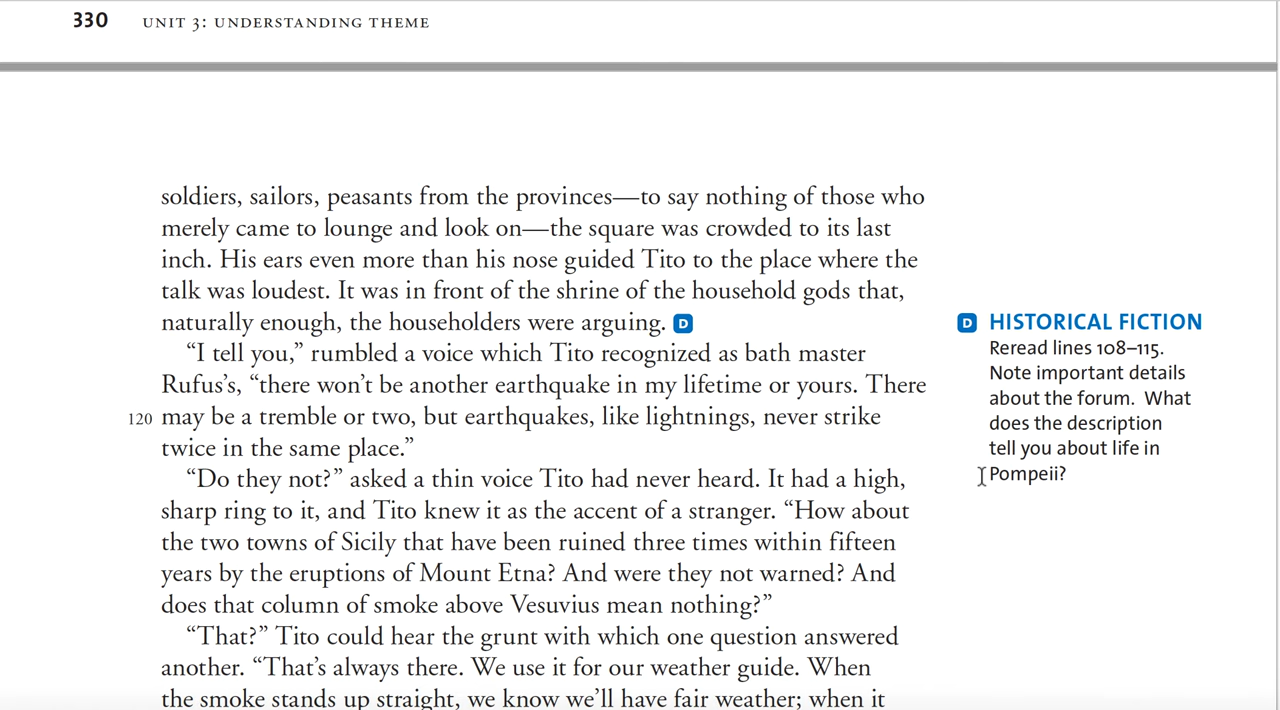 330 UNIT 3: UNDERSTANDING THEME
soldiers, sailors, peasants from the provinces—to say nothing of those who
merely came to lounge and look on—the square was crowded to its last
inch. His ears even more than his nose guided Tito to the place where the
talk was loudest. It was in front of the shrine of the household gods that,
naturally enough, the householders were arguing. D
“I tell you,” rumbled a voice which Tito recognized as bath master
Rufus’s, “there won’t be another earthquake in my lifetime or yours. There
120 may be a tremble or two, but earthquakes, like lightnings, never strike
twice in the same place.”
“Do they not?” asked a thin voice Tito had never heard. It had a high,
sharp ring to it, and Tito knew it as the accent of a stranger. “How about
the two towns of Sicily that have been ruined three times within fifteen
years by the eruptions of Mount Etna? And were they not warned? And
does that column of smoke above Vesuvius mean nothing?”
“That?” Tito could hear the grunt with which one question answered
another. “That’s always there. We use it for our weather guide. When
the smoke stands up straight, we know we’ll have fair weather; when it
D HISTORICAL FICTION
Reread lines 108–115.
Note important details
about the forum. What
does the description
tell you about life in
Pompeii?